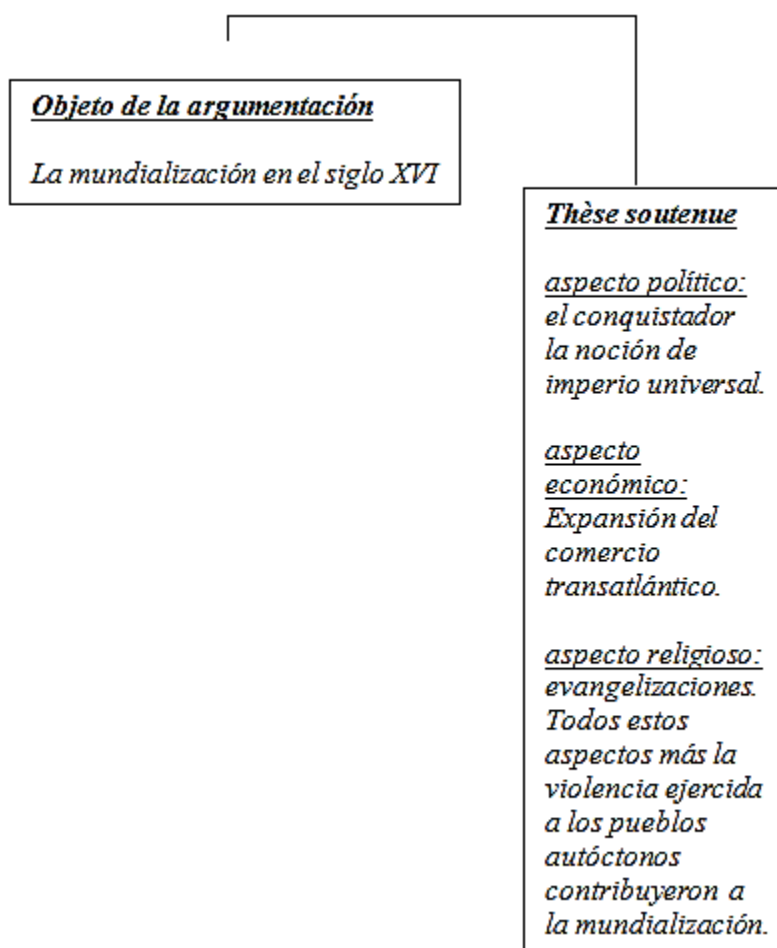 Objeto de la argumentación
La mundialización en el siglo XVI
Thèse soutenue
aspecto político:
el conquistador
la noción de
imperio universal.
aspecto
económico:
Expansión del
comercio
transatlántico.
aspecto religioso:
evangelizaciones.
Todos estos
aspectos más la
violencia ejercida
a los pueblos
autóctonos
contribuyeron a
la mundialización.